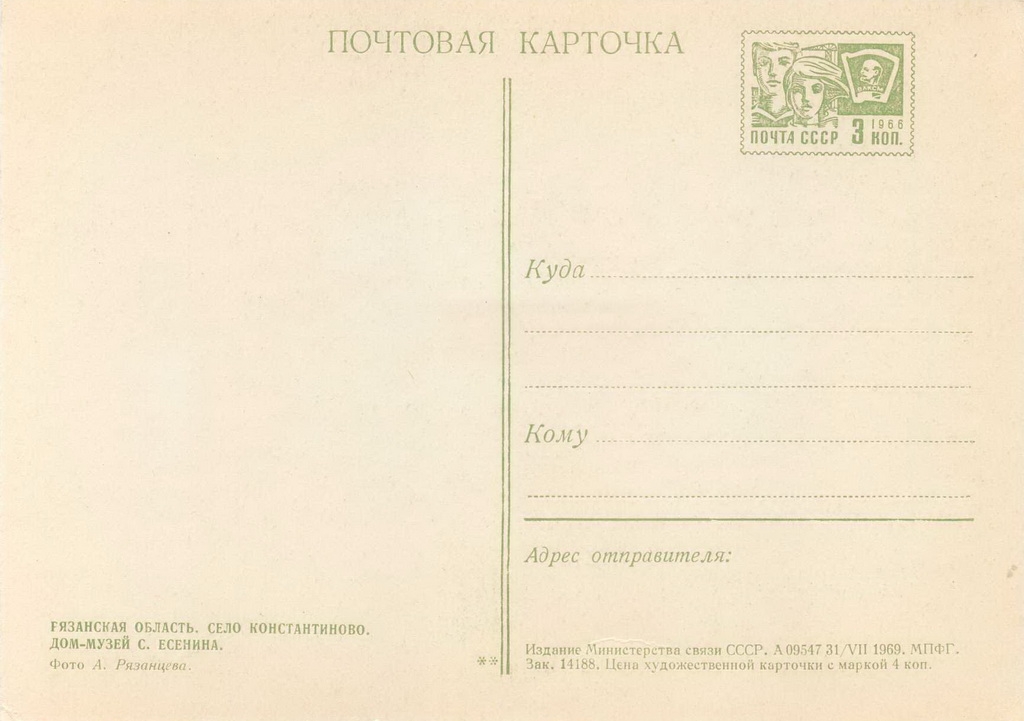 ПОЧТОВАЯ КАРТОЧКА
ВЛКСМ
1966
ПОЧТА СССР 3 КОП.
Куда
Кому
Адрес отправителя:
РЯЗАНСКАЯ ОБЛАСТЬ. СЕЛО КОНСТАНТИНОВО.
ДОМ-МУЗЕЙ С. ЕСЕНИНА.
Фото А. Рязанцева.
**
Издание Министерства связи СССР. А 09547 31/VII 1969. МПФГ.
Зак. 14188. Цена художественной карточки с маркой 4 коп.